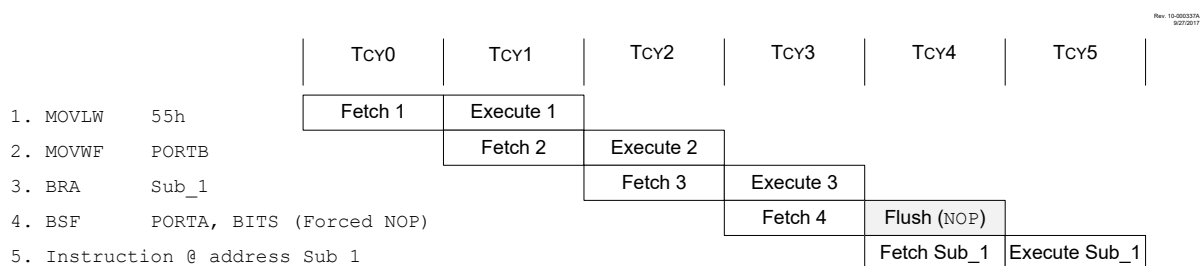 Rev. 10-000337A
9/27/2017
TCY0 TCY1 TCY2 TCY3 TCY4 TCY5
1. MOVLW 55h Fetch 1 Execute 1
2. MOVWF PORTB Fetch 2 Execute 2
3. BRA Sub_1 Fetch 3 Execute 3
4. BSF PORTA, BITS (Forced NOP) Fetch 4 Flush (NOP)
5. Instruction @ address Sub 1 Fetch Sub_1 Execute Sub_1